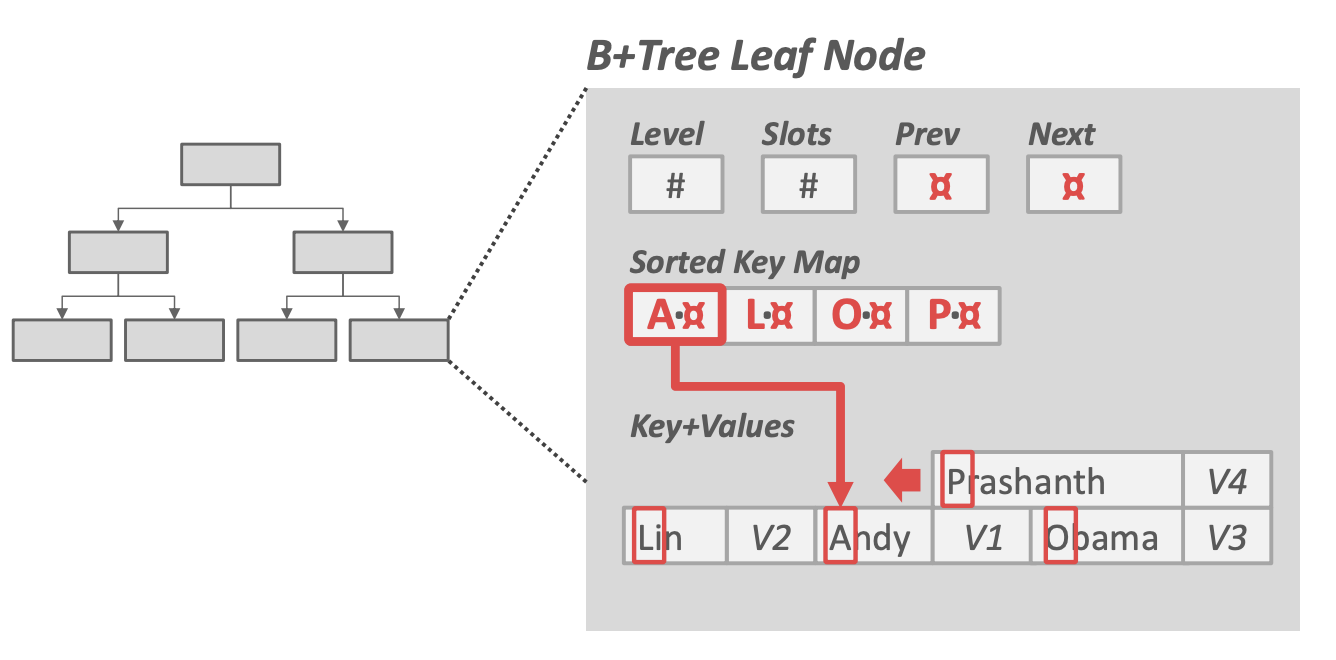 B+Tree Leaf Node
Level Slots Prev Next
# # ¤ ¤
Sorted Key Map
A·¤ L·¤ O·¤ P·¤
Key+Values
Prashanth V4
Lin V2 Andy V1 Obama V3